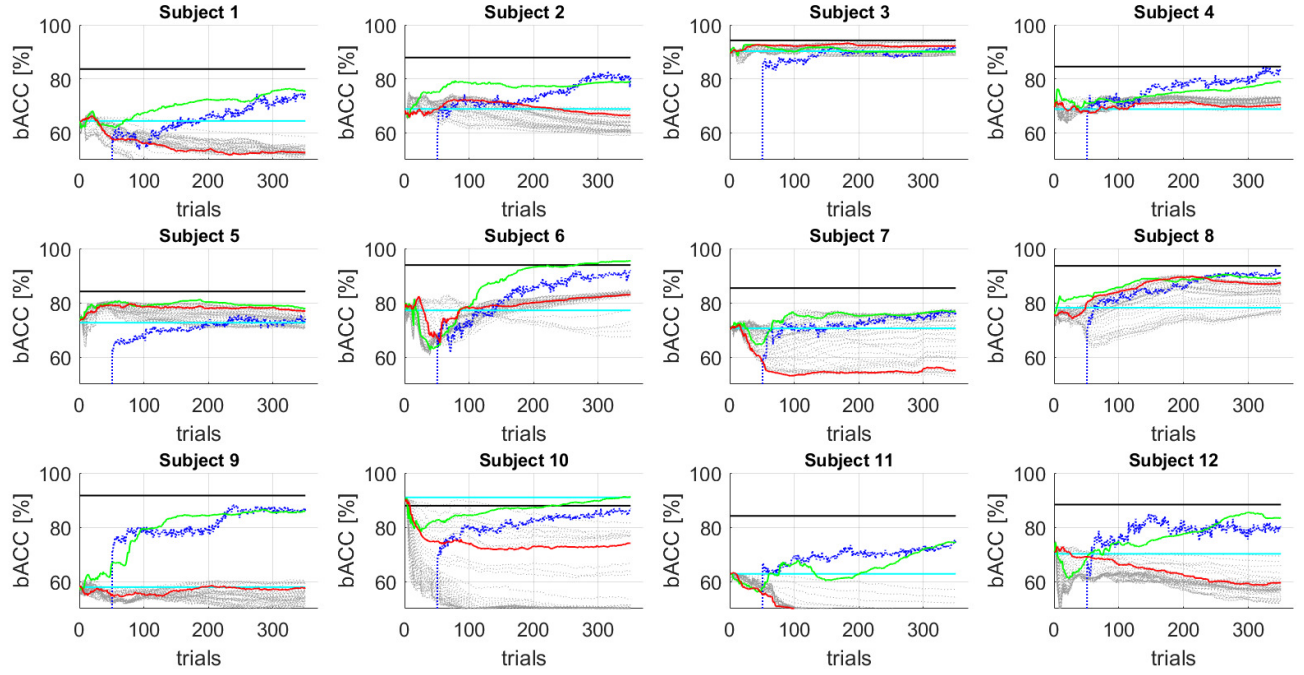 Subject 1
Subject 2
Subject 3
Subject 4
bACC [%]
100
80
60
0
100
200
300
trials
bACC [%]
100
80
60
0
100
200
300
trials
bACC [%]
100
80
60
0
100
200
300
trials
bACC [%]
100
80
60
0
100
200
300
trials
Subject 5
Subject 6
Subject 7
Subject 8
bACC [%]
100
80
60
0
100
200
300
trials
bACC [%]
100
80
60
0
100
200
300
trials
bACC [%]
100
80
60
0
100
200
300
trials
bACC [%]
100
80
60
0
100
200
300
trials
Subject 9
Subject 10
Subject 11
Subject 12
bACC [%]
100
80
60
0
100
200
300
trials
bACC [%]
100
80
60
0
100
200
300
trials
bACC [%]
100
80
60
0
100
200
300
trials
bACC [%]
100
80
60
0
100
200
300
trials